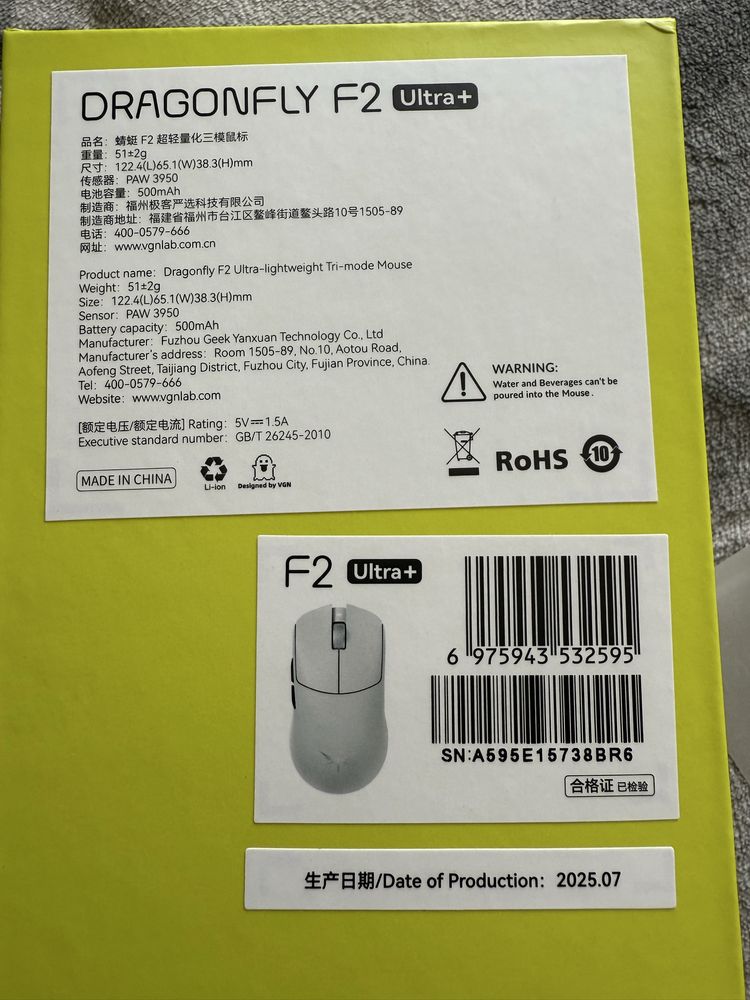 DRAGONFLY F2 Ultra+
品名：蜻蜓 F2 超轻量化三模鼠标
重量：51±2g
尺寸：122.4(L)65.1(W)38.3(H)mm
传感器：PAW 3950
电池容量：500mAh
制造商：福州极客严选科技有限公司
制造商地址：福建省福州市台江区鳌峰街道鳌头路10号1505-89
电话：400-0579-666
网址：www.vgnlab.com.cn
Product name：Dragonfly F2 Ultra-lightweight Tri-mode Mouse
Weight：51±2g
Size：122.4(L)65.1(W)38.3(H)mm
Sensor：PAW 3950
Battery capacity：500mAh
Manufacturer：Fuzhou Geek Yanxuan Technology Co., Ltd
Manufacturer's address：Room 1505-89, No.10, Aotou Road,
Aofeng Street, Taijiang District, Fuzhou City, Fujian Province, China.
Tel：400-0579-666
Website：www.vgnlab.com
[额定电压/额定电流] Rating：5V⎓1.5A
Executive standard number：GB/T 26245-2010
WARNING:
Water and Beverages can't be
poured into the Mouse.
MADE IN CHINA
Li-ion
Designed by VGN
RoHS
10
F2 Ultra+
6 975943 532595
SN:A595E15738BR6
合格证 已检验
生产日期/Date of Production：2025.07